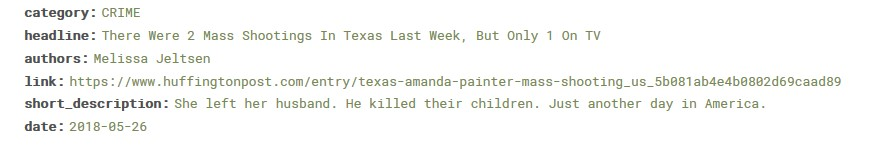 category: CRIME
headline: There Were 2 Mass Shootings In Texas Last Week, But Only 1 On TV
authors: Melissa Jeltsen
link: https://www.huffingtonpost.com/entry/texas-amanda-painter-mass-shooting_us_5b081ab4e4b0802d69caad89
short_description: She left her husband. He killed their children. Just another day in America.
date: 2018-05-26